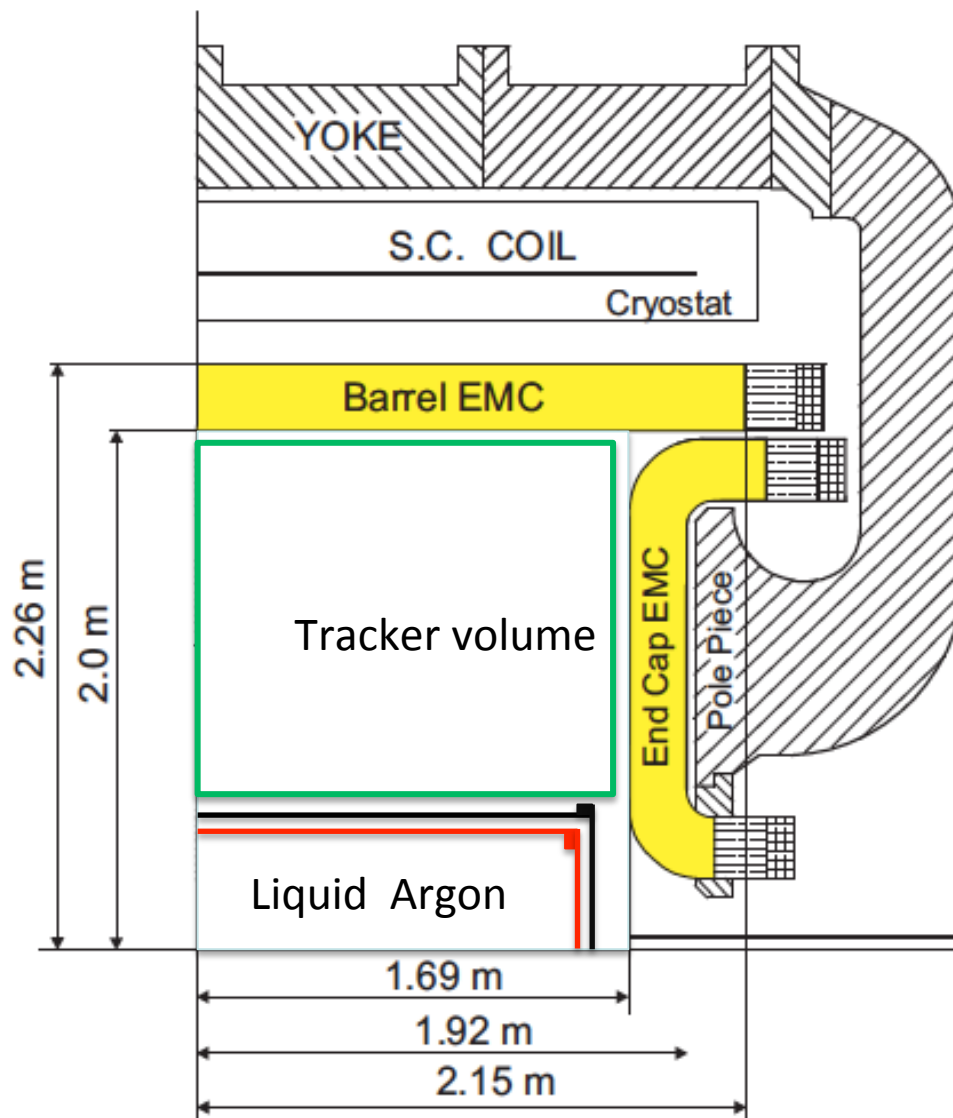 YOKE
S.C. COIL
Cryostat
Barrel EMC
2.26 m
2.0 m
Tracker volume
End Cap EMC
Pole Piece
Liquid Argon
1.69 m
1.92 m
2.15 m